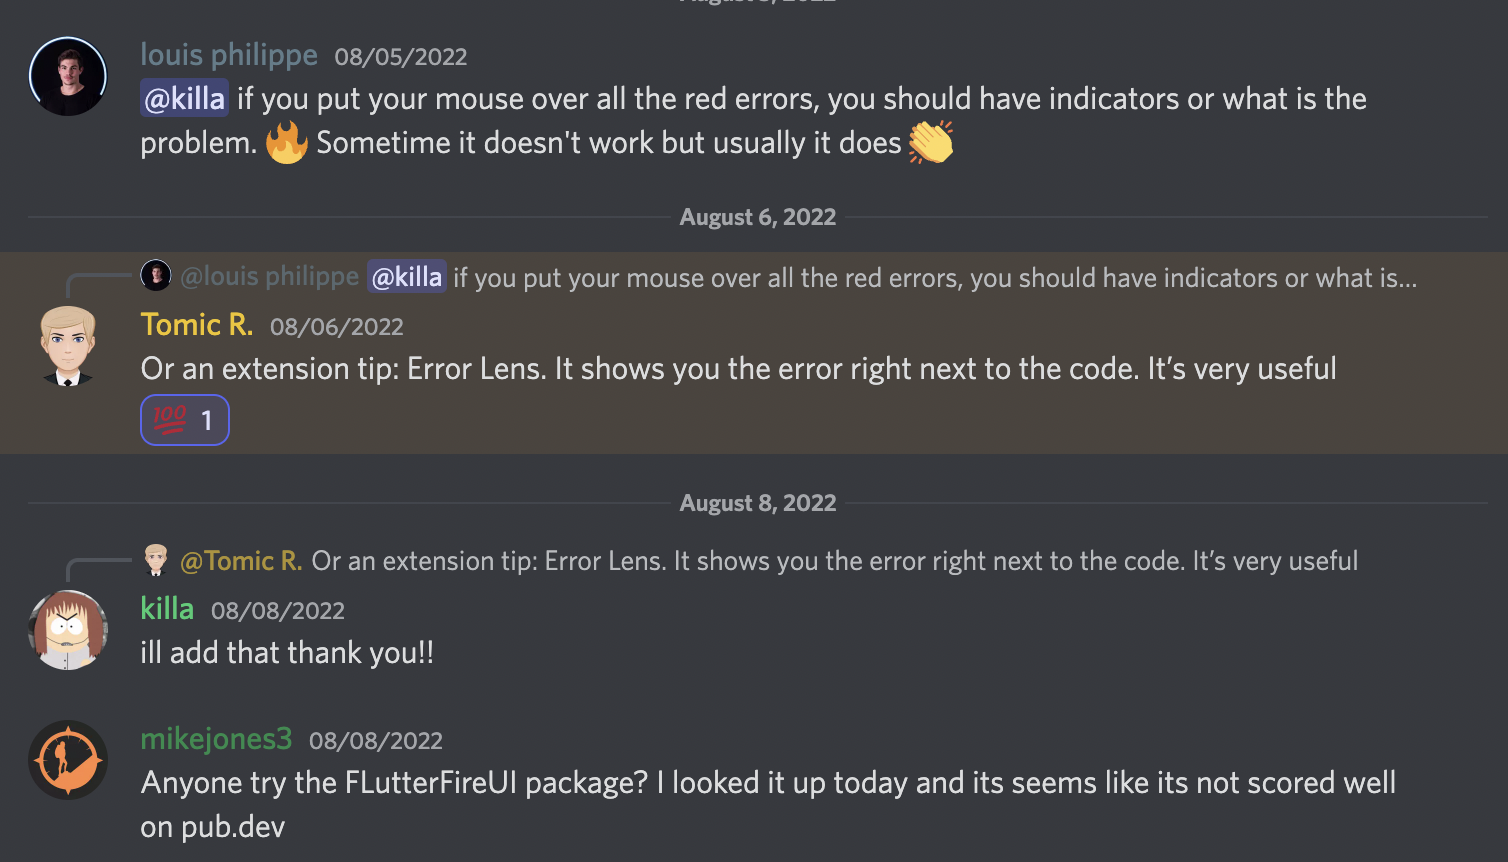 louis philippe 08/05/2022
@killa if you put your mouse over all the red errors, you should have indicators or what is the
problem. 🔥 Sometime it doesn't work but usually it does 👏
August 6, 2022
@louis philippe @killa if you put your mouse over all the red errors, you should have indicators or what is...
Tomic R. 08/06/2022
Or an extension tip: Error Lens. It shows you the error right next to the code. It’s very useful
💯 1
August 8, 2022
@Tomic R. Or an extension tip: Error Lens. It shows you the error right next to the code. It’s very useful
killa 08/08/2022
ill add that thank you!!
mikejones3 08/08/2022
Anyone try the FLutterFireUI package? I looked it up today and its seems like its not scored well
on pub.dev